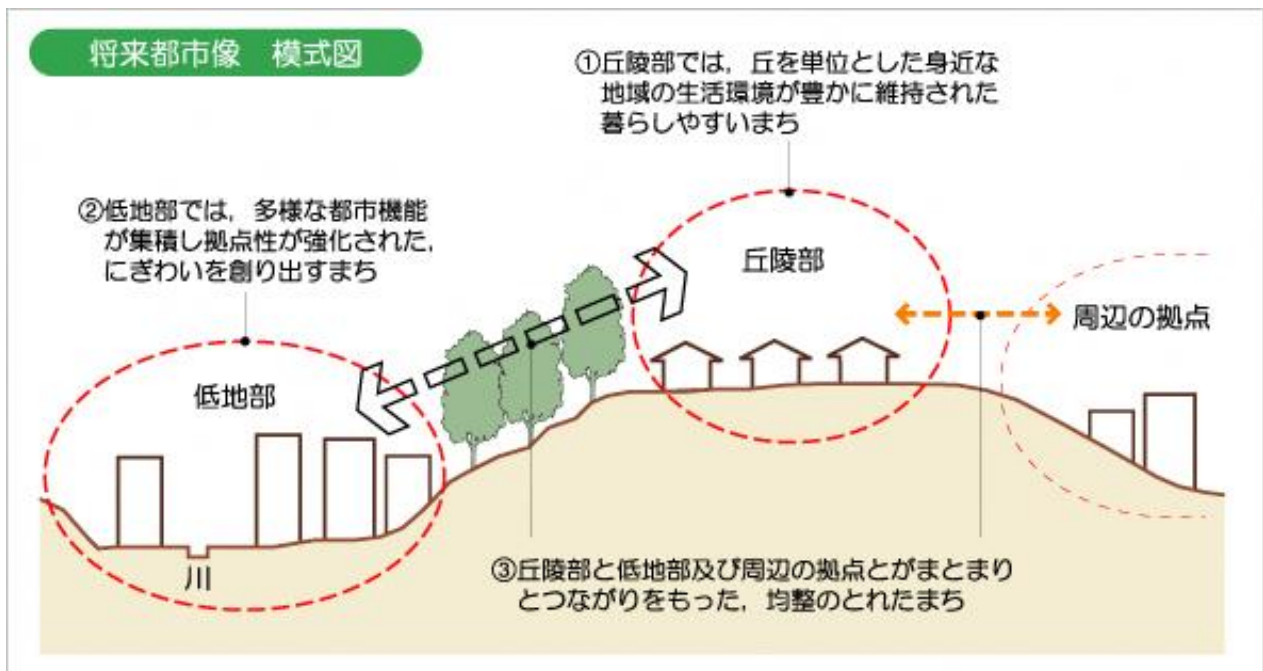 将来都市像 模式図
①丘陵部では，丘を単位とした身近な
地域の生活環境が豊かに維持された
暮らしやすいまち
②低地部では，多様な都市機能
が集積し拠点性が強化された，
にぎわいを創り出すまち
丘陵部
周辺の拠点
低地部
川
③丘陵部と低地部及び周辺の拠点とがまとまり
とつながりをもった，均整のとれたまち